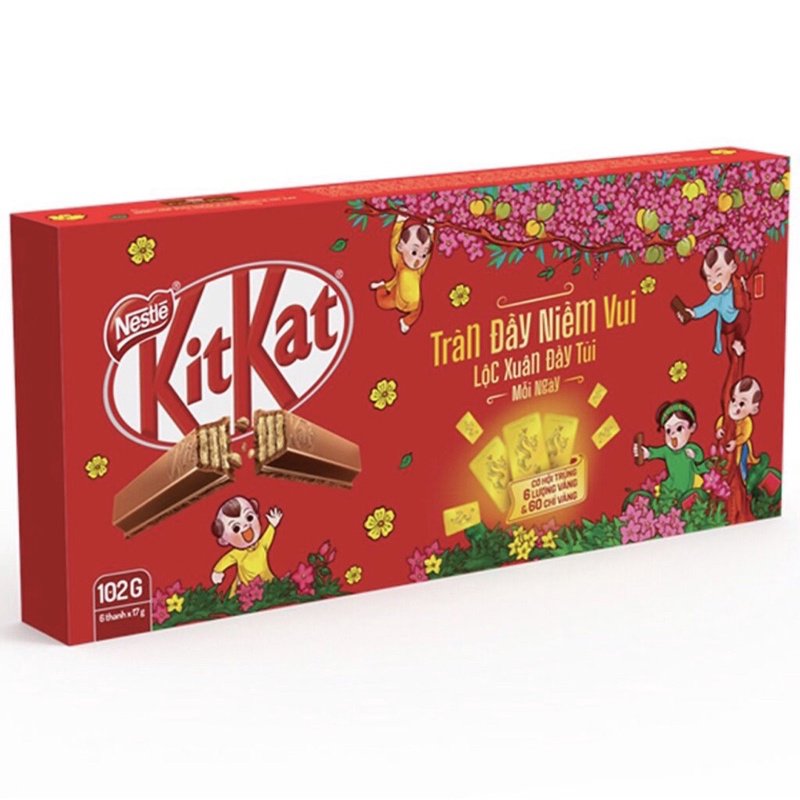 Nestlé
KitKat
Tràn Đầy Niềm Vui
Lộc Xuân Đầy Túi
Mỗi Ngày
CƠ HỘI TRÚNG
6 LƯỢNG VÀNG
& 60 CHỈ VÀNG
102G
6 thanh x 17 g